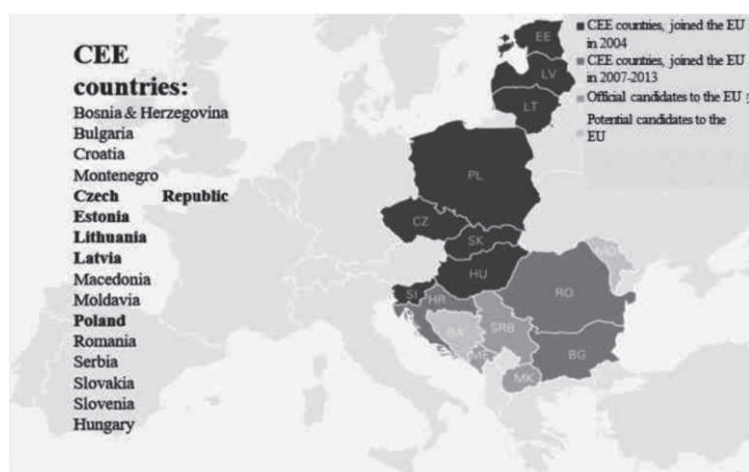 CEE
countries:
Bosnia & Herzegovina
Bulgaria
Croatia
Montenegro
Czech Republic
Estonia
Lithuania
Latvia
Macedonia
Moldavia
Poland
Romania
Serbia
Slovakia
Slovenia
Hungary
CEE countries, joined the EU
in 2004
CEE countries, joined the EU
in 2007-2013
Official candidates to the EU :
Potential candidates to the
EU
EE
LV
LT
PL
CZ
SK
HU
SI
HR
RO
BA
SRB
ME
BG
MK